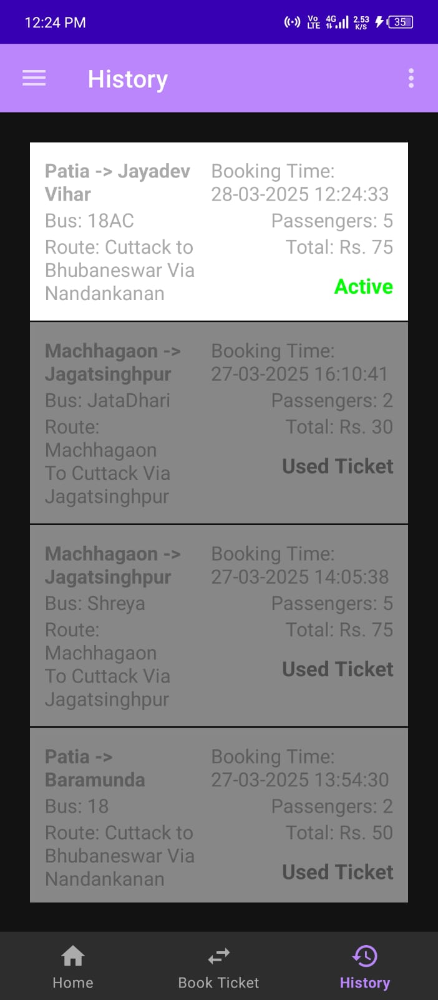 12:24 PM
Vo LTE 4G 2.53 K/S 35
History
Patia -> Jayadev
Vihar
Bus: 18AC
Route: Cuttack to
Bhubaneswar Via
Nandankanan
Booking Time:
28-03-2025 12:24:33
Passengers: 5
Total: Rs. 75
Active
Machhagaon ->
Jagatsinghpur
Bus: JataDhari
Route:
Machhagaon
To Cuttack Via
Jagatsinghpur
Booking Time:
27-03-2025 16:10:41
Passengers: 2
Total: Rs. 30
Used Ticket
Machhagaon ->
Jagatsinghpur
Bus: Shreya
Route:
Machhagaon
To Cuttack Via
Jagatsinghpur
Booking Time:
27-03-2025 14:05:38
Passengers: 5
Total: Rs. 75
Used Ticket
Patia ->
Baramunda
Bus: 18
Route: Cuttack to
Bhubaneswar Via
Nandankanan
Booking Time:
27-03-2025 13:54:30
Passengers: 2
Total: Rs. 50
Used Ticket
Home
Book Ticket
History